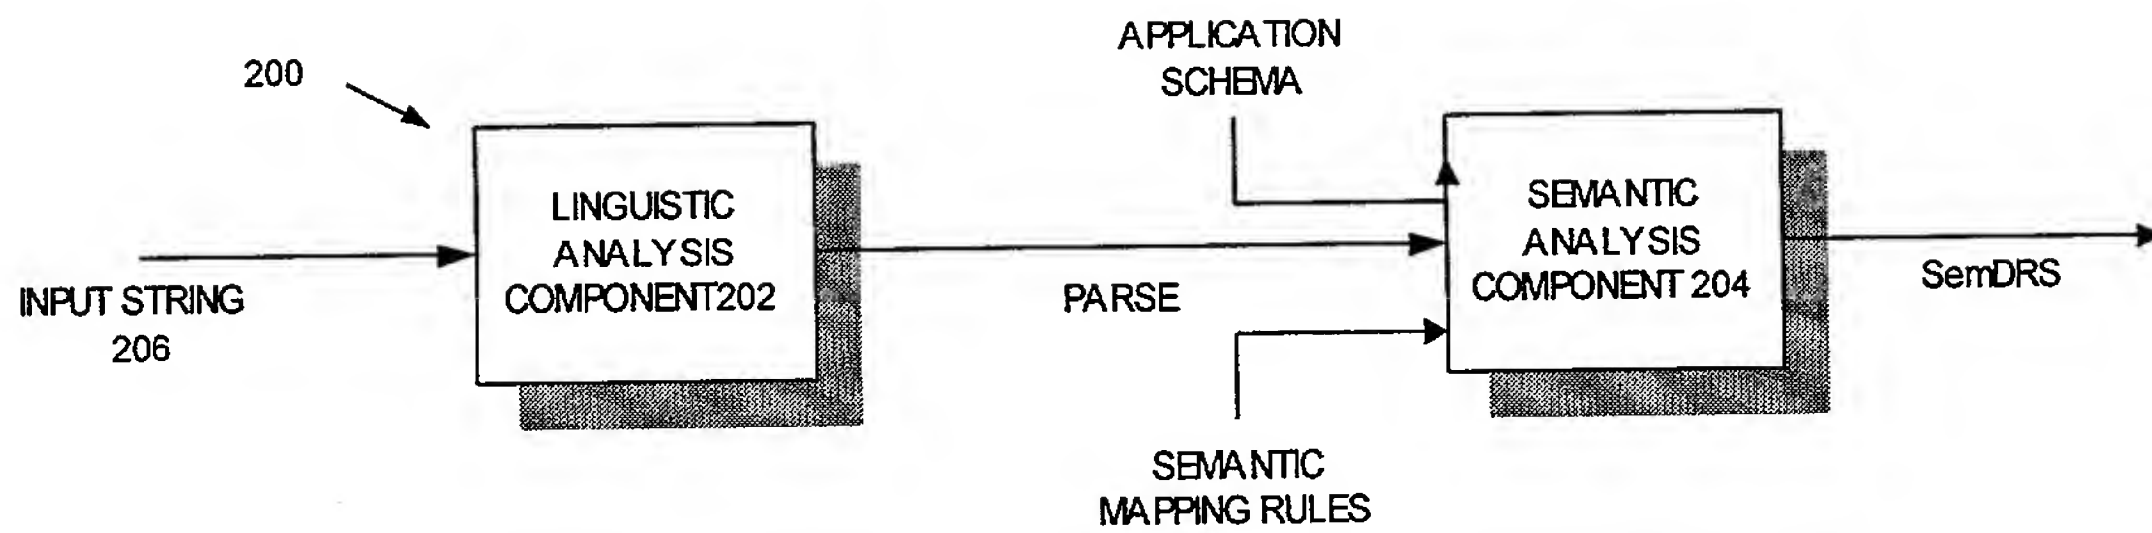 200
APPLICATION
SCHEMA
LINGUISTIC
ANALYSIS
COMPONENT202
SEMANTIC
ANALYSIS
COMPONENT 204
INPUT STRING
206
PARSE
SemDRS
SEMANTIC
MAPPING RULES